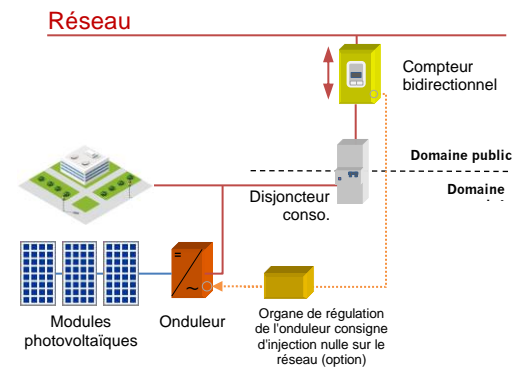 Réseau
Compteur
bidirectionnel
Domaine public
Domaine
Disjoncteur
conso.
Modules
photovoltaïques
Onduleur
Organe de régulation
de l'onduleur consigne
d'injection nulle sur le
réseau (option)